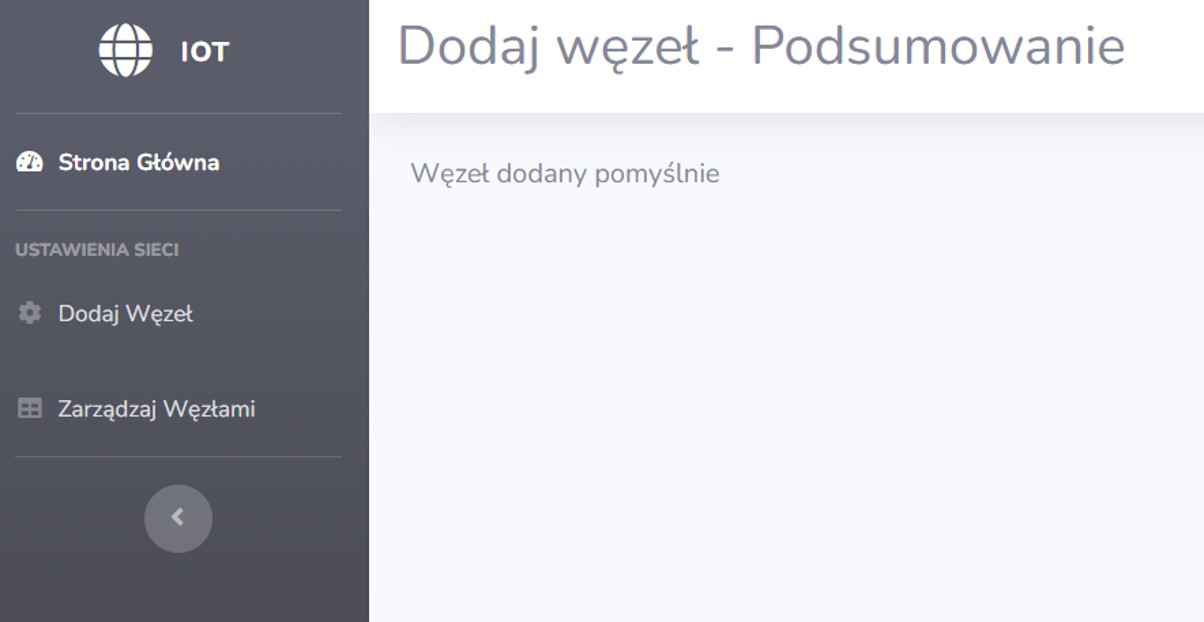 IOT
Strona Główna
USTAWIENIA SIECI
Dodaj Węzeł
Zarządzaj Węzłami
Dodaj węzeł - Podsumowanie
Węzeł dodany pomyślnie